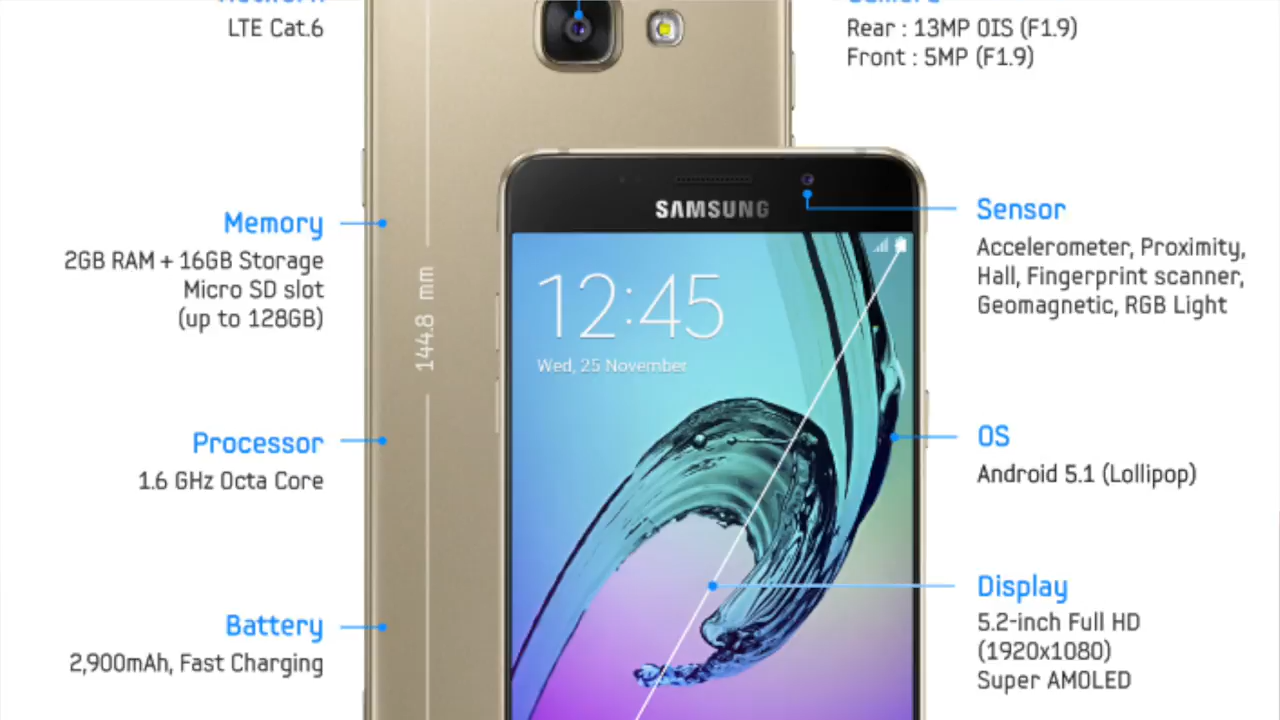 LTE Cat.6
Rear : 13MP OIS (F1.9)
Front : 5MP (F1.9)
SAMSUNG
Memory
2GB RAM + 16GB Storage
Micro SD slot
(up to 128GB)
144.8 mm
12:45
Wed, 25 November
Sensor
Accelerometer, Proximity,
Hall, Fingerprint scanner,
Geomagnetic, RGB Light
Processor
1.6 GHz Octa Core
OS
Android 5.1 (Lollipop)
Battery
2,900mAh, Fast Charging
Display
5.2-inch Full HD
(1920x1080)
Super AMOLED